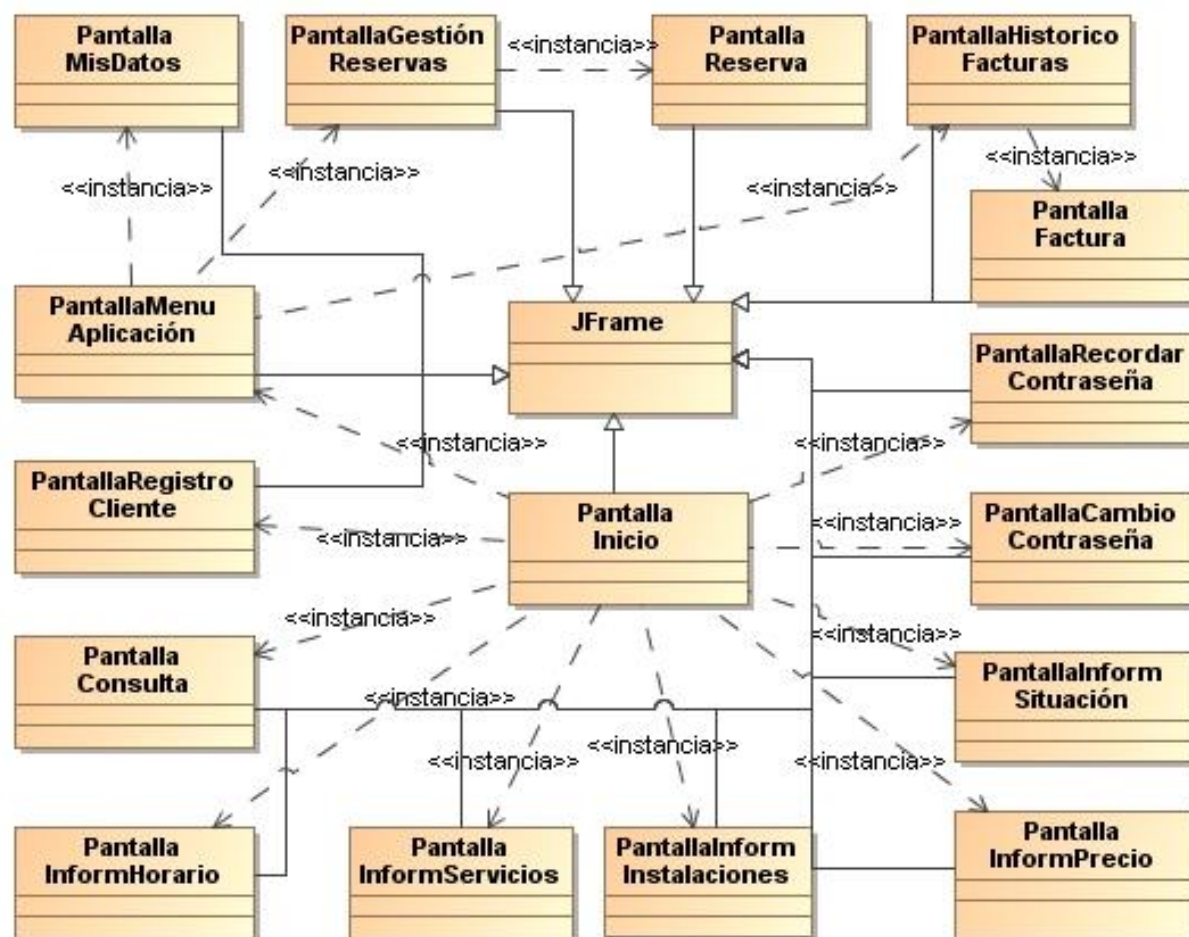 Pantalla
MisDatos
PantallaGestión
Reservas
<<instancia>>
Pantalla
Reserva
PantallaHistorico
Facturas
<<instancia>>
<<instancia>>
<<instancia>>
<<instancia>>
Pantalla
Factura
PantallaMenu
Aplicación
JFrame
PantallaRecordar
Contraseña
<<instancia>>
<<instancia>>
PantallaRegistro
Cliente
Pantalla
Inicio
PantallaCambio
Contraseña
<<instancia>>
<<instancia>>
<<instancia>>
<<instancia>>
Pantalla
Consulta
PantallaInform
Situación
<<instancia>>
<<instancia>>
<<instancia>>
<<instancia>>
Pantalla
InformHorario
Pantalla
InformServicios
PantallaInform
Instalaciones
Pantalla
InformPrecio